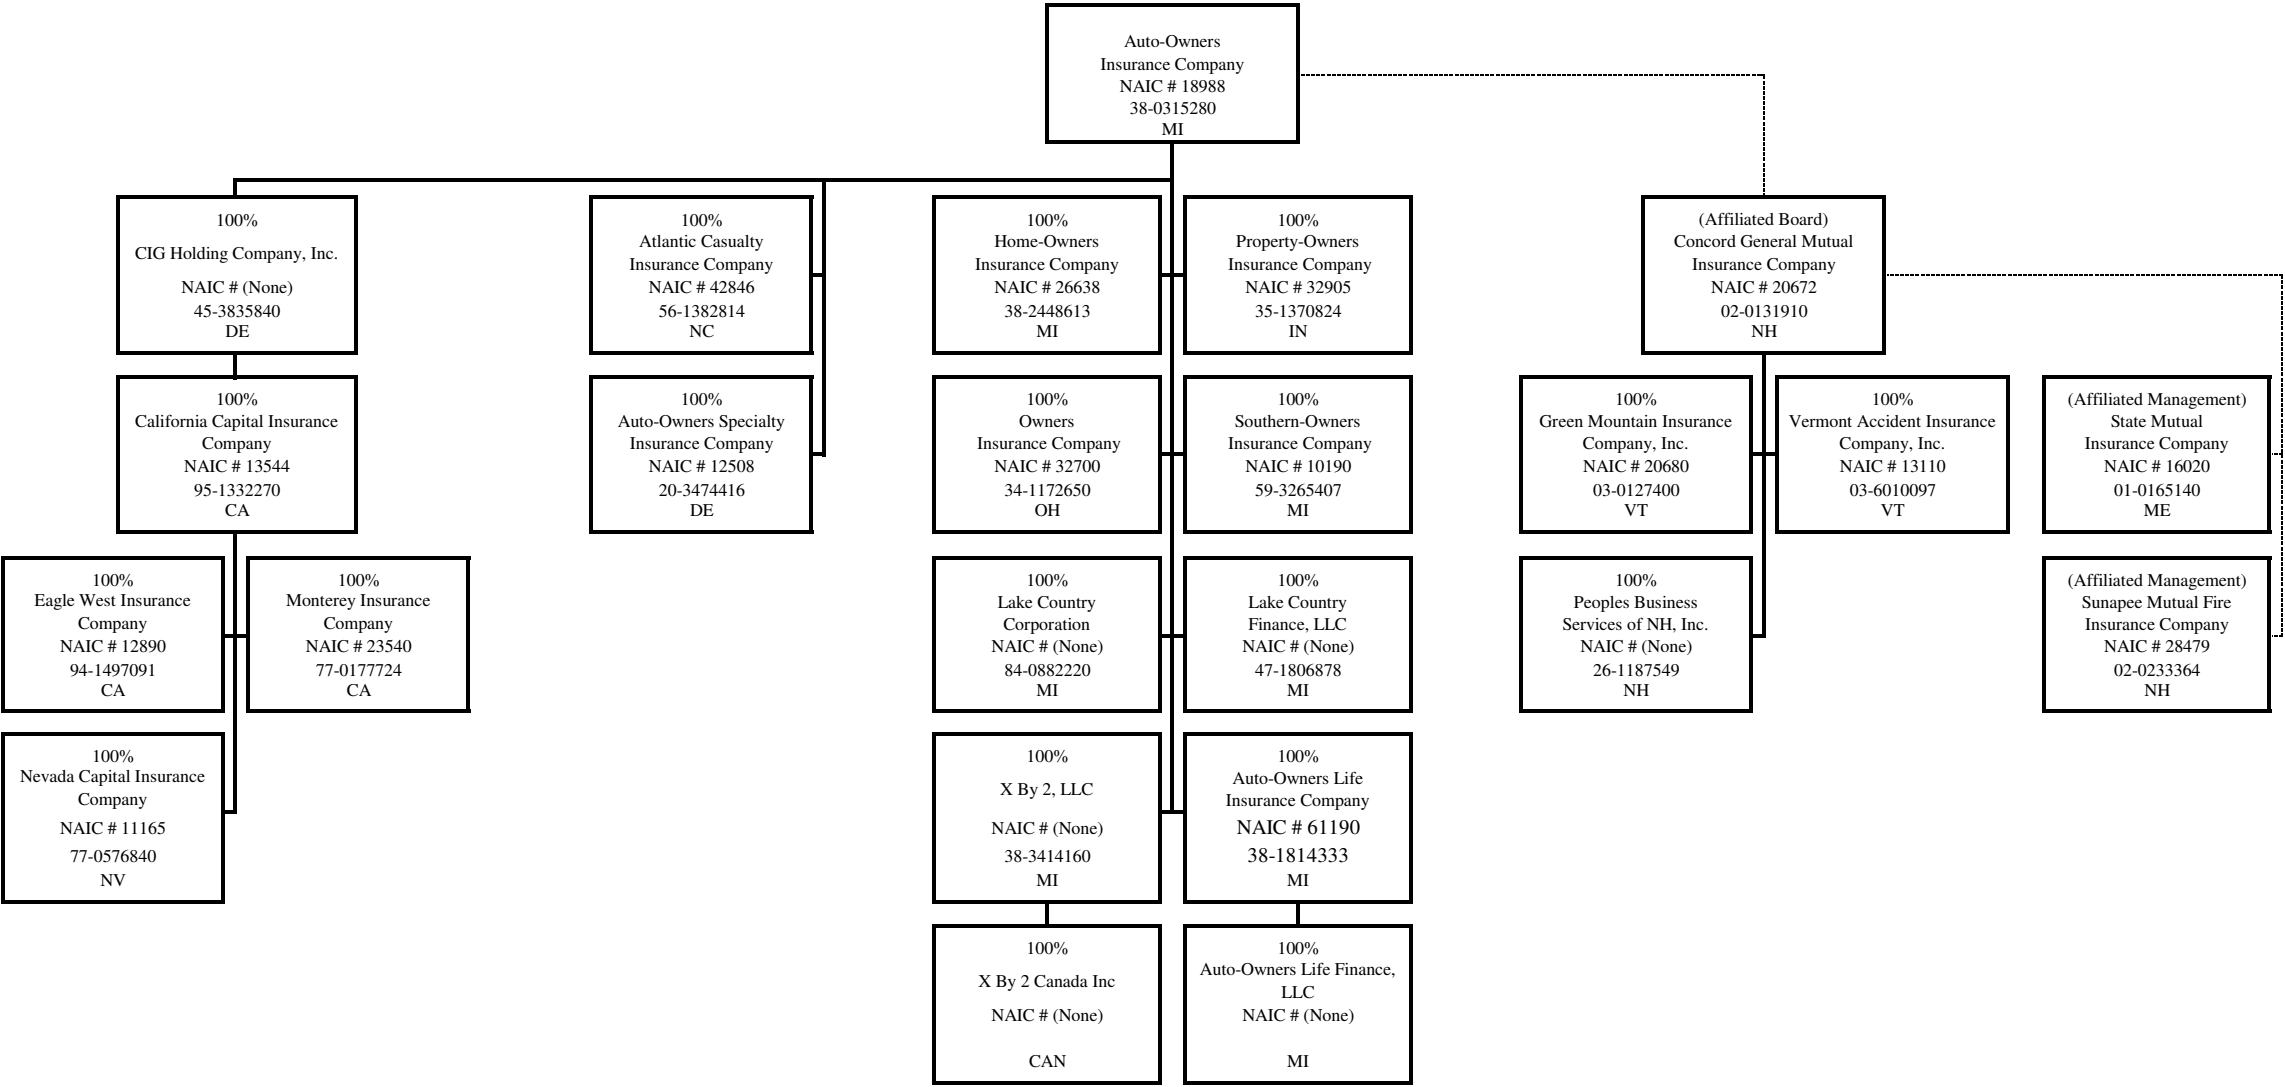 Auto-Owners
Insurance Company
NAIC # 18988
38-0315280
MI
100%
CIG Holding Company, Inc.
NAIC # (None)
45-3835840
DE
100%
Atlantic Casualty
Insurance Company
NAIC # 42846
56-1382814
NC
100%
Home-Owners
Insurance Company
NAIC # 26638
38-2448613
MI
100%
Property-Owners
Insurance Company
NAIC # 32905
35-1370824
IN
(Affiliated Board)
Concord General Mutual
Insurance Company
NAIC # 20672
02-0131910
NH
100%
California Capital Insurance
Company
NAIC # 13544
95-1332270
CA
100%
Auto-Owners Specialty
Insurance Company
NAIC # 12508
20-3474416
DE
100%
Owners
Insurance Company
NAIC # 32700
34-1172650
OH
100%
Southern-Owners
Insurance Company
NAIC # 10190
59-3265407
MI
100%
Green Mountain Insurance
Company, Inc.
NAIC # 20680
03-0127400
VT
100%
Vermont Accident Insurance
Company, Inc.
NAIC # 13110
03-6010097
VT
(Affiliated Management)
State Mutual
Insurance Company
NAIC # 16020
01-0165140
ME
100%
Eagle West Insurance
Company
NAIC # 12890
94-1497091
CA
100%
Monterey Insurance
Company
NAIC # 23540
77-0177724
CA
100%
Lake Country
Corporation
NAIC # (None)
84-0882220
MI
100%
Lake Country
Finance, LLC
NAIC # (None)
47-1806878
MI
100%
Peoples Business
Services of NH, Inc.
NAIC # (None)
26-1187549
NH
(Affiliated Management)
Sunapee Mutual Fire
Insurance Company
NAIC # 28479
02-0233364
NH
100%
Nevada Capital Insurance
Company
NAIC # 11165
77-0576840
NV
100%
X By 2, LLC
NAIC # (None)
38-3414160
MI
100%
Auto-Owners Life
Insurance Company
NAIC # 61190
38-1814333
MI
100%
X By 2 Canada Inc
NAIC # (None)
CAN
100%
Auto-Owners Life Finance,
LLC
NAIC # (None)
MI